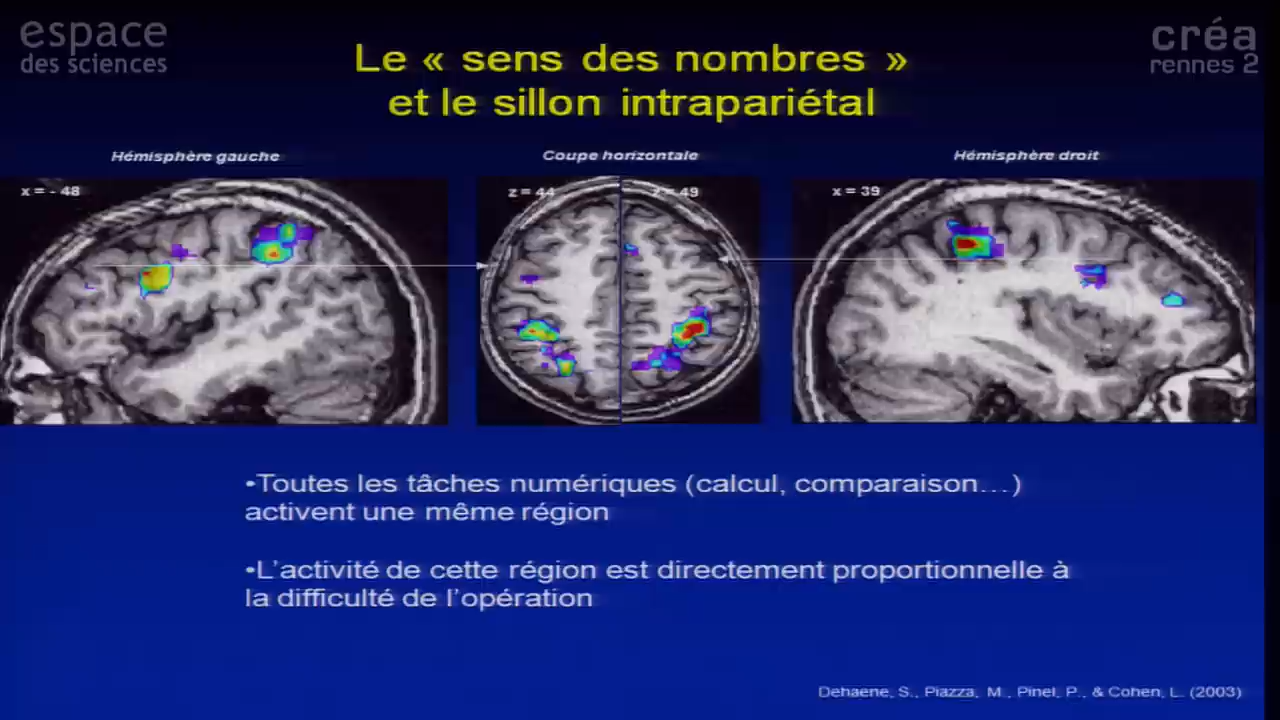 espace
des sciences
créa
rennes 2
Le « sens des nombres »
et le sillon intrapariétal
Hémisphère gauche
Coupe horizontale
Hémisphère droit
x = - 48
z = 44
z = 49
x = 39
•Toutes les tâches numériques (calcul, comparaison…)
activent une même région
•L’activité de cette région est directement proportionnelle à
la difficulté de l’opération
Dehaene, S., Piazza, M., Pinel, P., & Cohen, L. (2003)